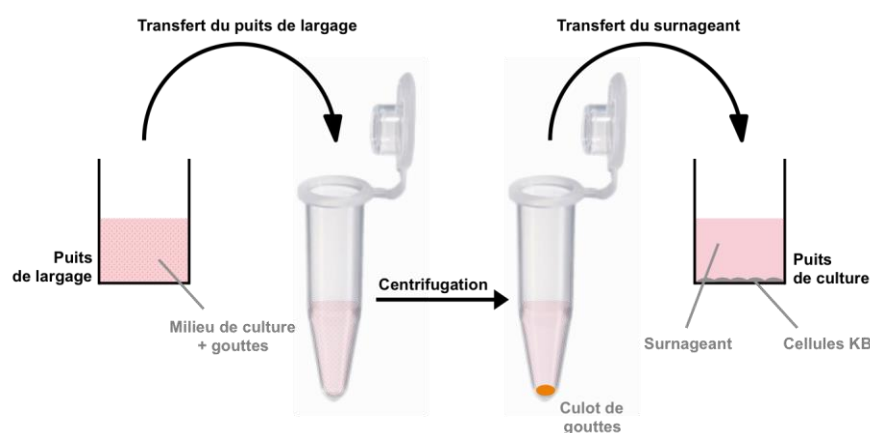 Transfert du puits de largage
Transfert du surnageant
Puits
de largage
Milieu de culture
+ gouttes
Centrifugation
Culot de
gouttes
Puits
de culture
Surnageant
Cellules KB